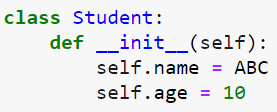 class Student:
    def __init__(self):
        self.name = ABC
        self.age = 10